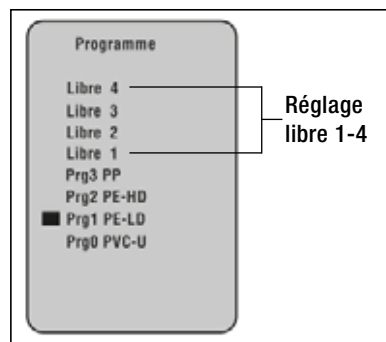 Programme
Libre 4
Libre 3
Libre 2
Libre 1
Prg3 PP
Prg2 PE-HD
Prg1 PE-LD
Prg0 PVC-U
Réglage
libre 1-4